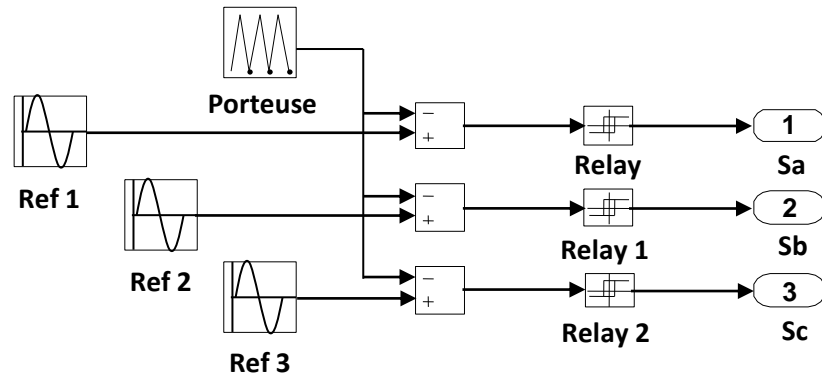 Porteuse
−
+
1
Ref 1
Relay
Sa
−
+
2
Ref 2
Relay 1
Sb
−
+
3
Ref 3
Relay 2
Sc